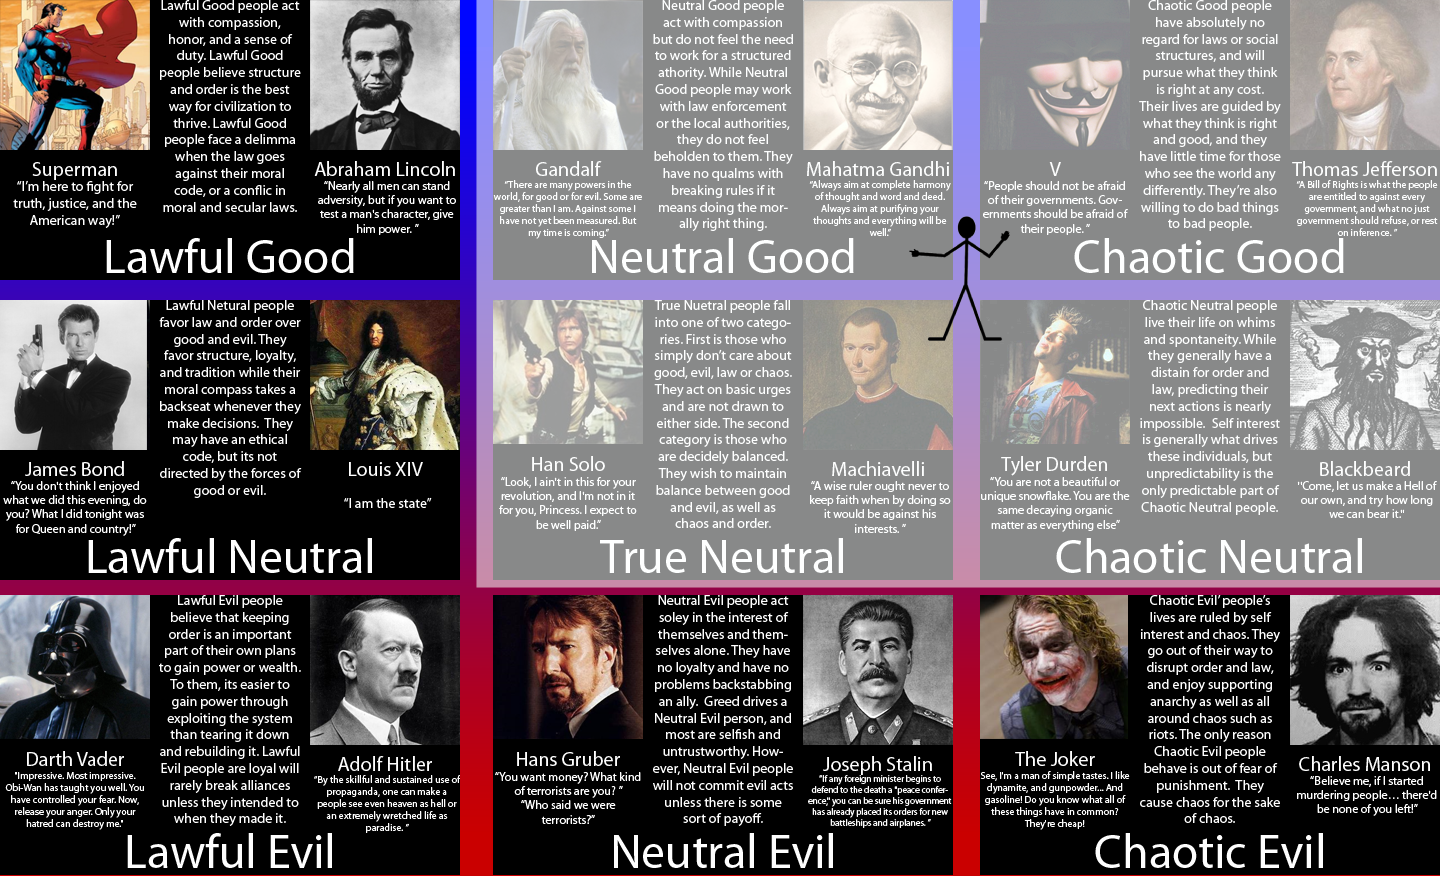 Lawful Good people act
with compassion,
honor, and a sense of
duty. Lawful Good
people believe structure
and order is the best
way for civilization to
thrive. Lawful Good
people face a delimma
when the law goes
against their moral
code, or a conflic in
moral and secular laws.
Superman
“I’m here to fight for
truth, justice, and the
American way!”
Abraham Lincoln
“Nearly all men can stand
adversity, but if you want to
test a man's character, give
him power. ”
Lawful Good
Neutral Good people
act with compassion
but do not feel the need
to work for a structured
athority. While Neutral
Good people may work
with law enforcement
or the local authorities,
they do not feel
beholden to them. They
have no qualms with
breaking rules if it
means doing the mor-
ally right thing.
Gandalf
“There are many powers in the
world, for good or for evil. Some are
greater than I am. Against some I
have not yet been measured. But
my time is coming.”
Mahatma Gandhi
“Always aim at complete harmony
of thought and word and deed.
Always aim at purifying your
thoughts and everything will be
well.”
Neutral Good
Chaotic Good people
have absolutely no
regard for laws or social
structures, and will
pursue what they think
is right at any cost.
Their lives are guided by
what they think is right
and good, and they
have little time for those
who see the world any
differently. They’re also
willing to do bad things
to bad people.
V
“People should not be afraid
of their governments. Gov-
ernments should be afraid of
their people. ”
Thomas Jefferson
“A Bill of Rights is what the people
are entitled to against every
government, and what no just
government should refuse, or rest
on inference. ”
Chaotic Good
Lawful Netural people
favor law and order over
good and evil. They
favor structure, loyalty,
and tradition while their
moral compass takes a
backseat whenever they
make decisions.  They
may have an ethical
code, but its not
directed by the forces of
good or evil.
James Bond
“You don't think I enjoyed
what we did this evening, do
you? What I did tonight was
for Queen and country!”
Louis XIV
“I am the state”
Lawful Neutral
True Nuetral people fall
into one of two catego-
ries. First is those who
simply don’t care about
good, evil, law or chaos.
They act on basic urges
and are not drawn to
either side. The second
category is those who
are decidely balanced.
They wish to maintain
balance between good
and evil, as well as
chaos and order.
Han Solo
“Look, I ain't in this for your
revolution, and I'm not in it
for you, Princess. I expect to
be well paid.”
Machiavelli
“A wise ruler ought never to
keep faith when by doing so
it would be against his
interests. ”
True Neutral
Chaotic Neutral people
live their life on whims
and spontaneity. While
they generally have a
distain for order and
law, predicting their
next actions is nearly
impossible.  Self interest
is generally what drives
these individuals, but
unpredictability is the
only predictable part of
Chaotic Neutral people.
Tyler Durden
“You are not a beautiful or
unique snowflake. You are the
same decaying organic
matter as everything else”
Blackbeard
"Come, let us make a Hell of
our own, and try how long
we can bear it."
Chaotic Neutral
Lawful Evil people
believe that keeping
order is an important
part of their own plans
to gain power or wealth.
To them, its easier to
gain power through
exploiting the system
than tearing it down
and rebuilding it. Lawful
Evil people are loyal will
rarely break alliances
unless they intended to
when they made it.
Darth Vader
"Impressive. Most impressive.
Obi-Wan has taught you well. You
have controlled your fear. Now,
release your anger. Only your
hatred can destroy me."
Adolf Hitler
“By the skillful and sustained use of
propaganda, one can make a
people see even heaven as hell or
an extremely wretched life as
paradise. ”
Lawful Evil
Neutral Evil people act
soley in the interest of
themselves and them-
selves alone. They have
no loyalty and have no
problems backstabbing
an ally.  Greed drives a
Neutral Evil person, and
most are selfish and
untrustworthy. How-
ever, Neutral Evil people
will not commit evil acts
unless there is some
sort of payoff.
Hans Gruber
“You want money? What kind
of terrorists are you? ”
“Who said we were
terrorists?”
Joseph Stalin
“If any foreign minister begins to
defend to the death a "peace confer-
ence," you can be sure his government
has already placed its orders for new
battleships and airplanes. ”
Neutral Evil
Chaotic Evil’ people’s
lives are ruled by self
interest and chaos. They
go out of their way to
disrupt order and law,
and enjoy supporting
anarchy as well as all
around chaos such as
riots. The only reason
Chaotic Evil people
behave is out of fear of
punishment.  They
cause chaos for the sake
of chaos.
The Joker
See, I'm a man of simple tastes. I like
dynamite, and gunpowder... And
gasoline! Do you know what all of
these things have in common?
They're cheap!
Charles Manson
“Believe me, if I started
murdering people… there'd
be none of you left!”
Chaotic Evil